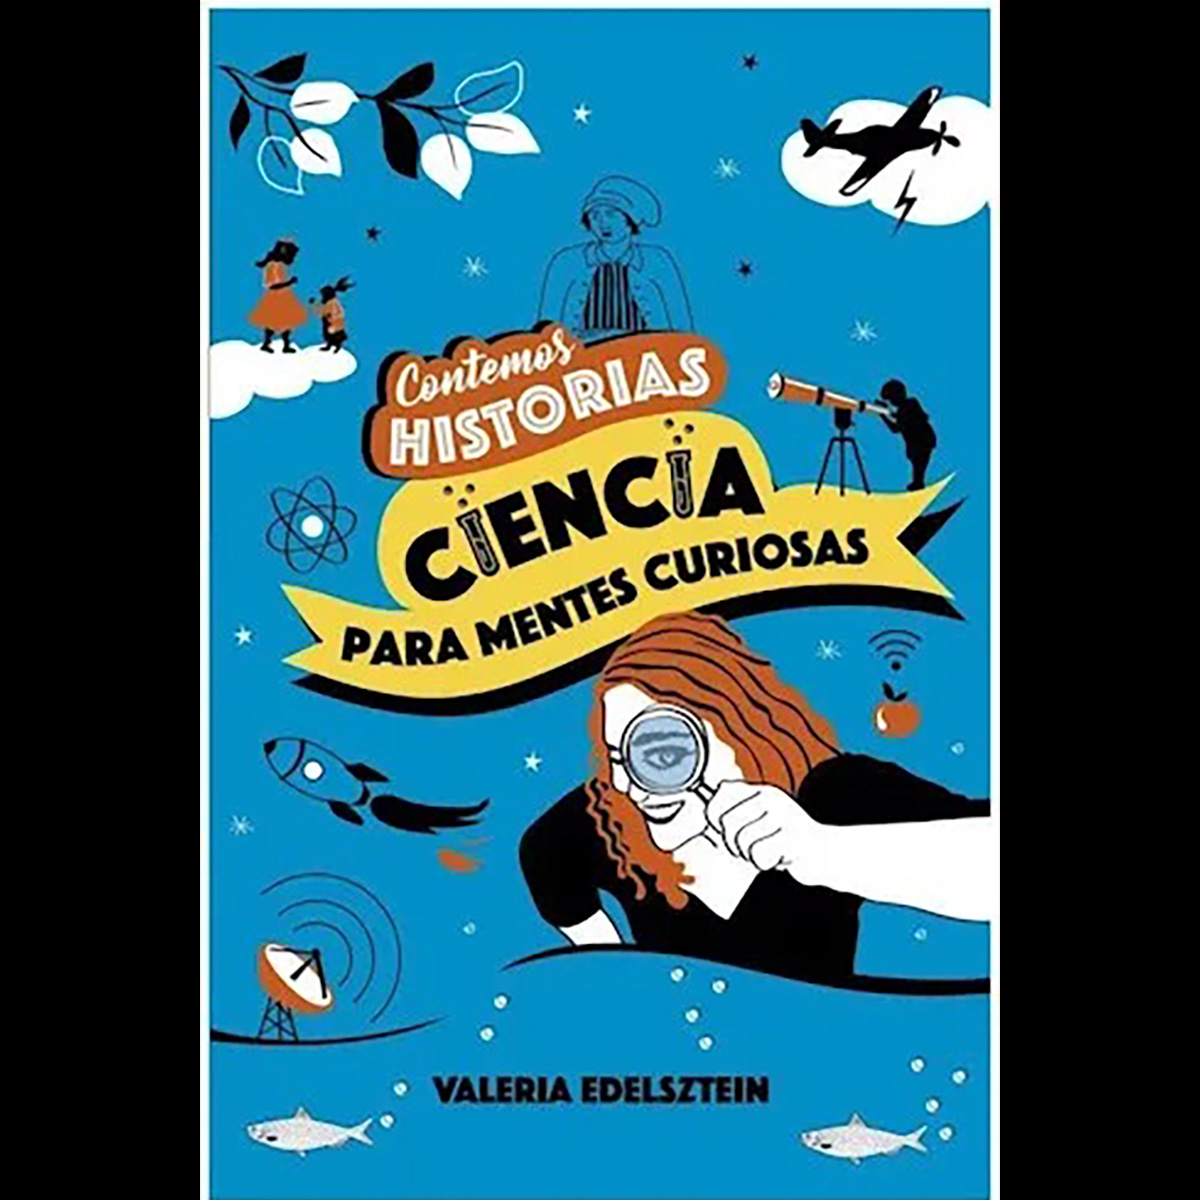 Contemos
HISTORIAS
CIENCIA
PARA MENTES CURIOSAS
VALERIA EDELSZTEIN